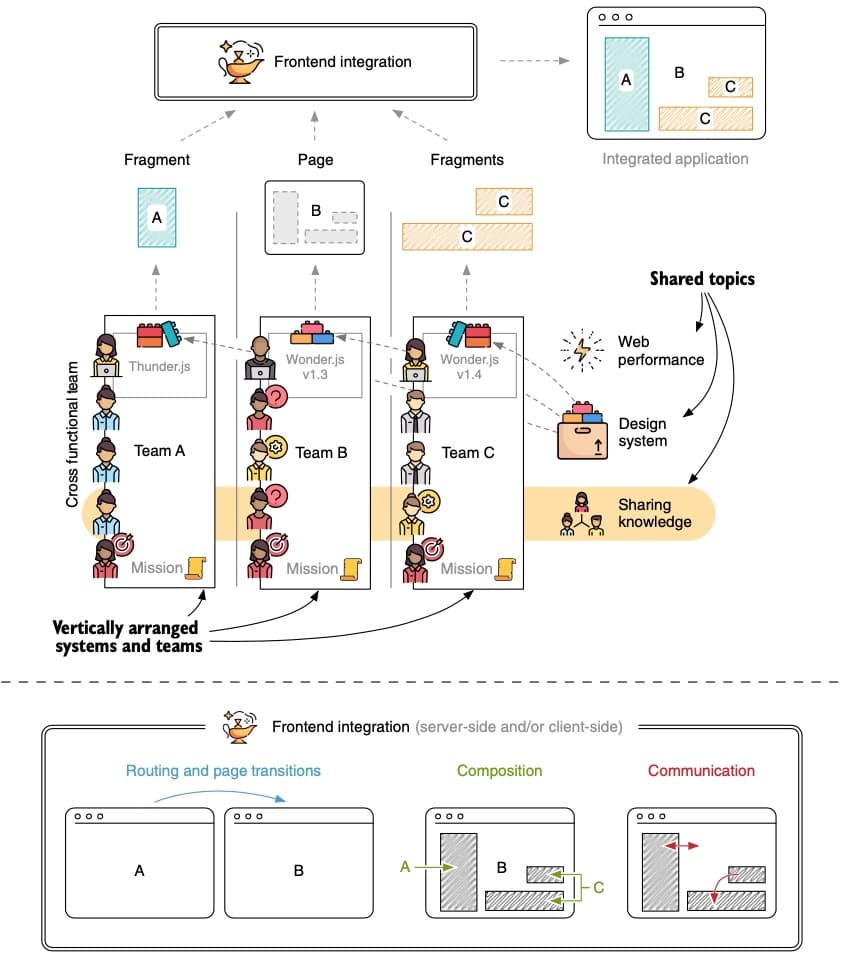 Frontend integration
A
B
C
C
Integrated application
Fragment
Page
Fragments
A
B
C
C
Shared topics
Web
performance
Design
system
Sharing
knowledge
Cross functional team
Thunder.js
Team A
Mission
Wonder.js
v1.3
Team B
Mission
Wonder.js
v1.4
Team C
Mission
?
?
Vertically arranged
systems and teams
Frontend integration (server-side and/or client-side)
Routing and page transitions
A
B
Composition
A
B
C
Communication